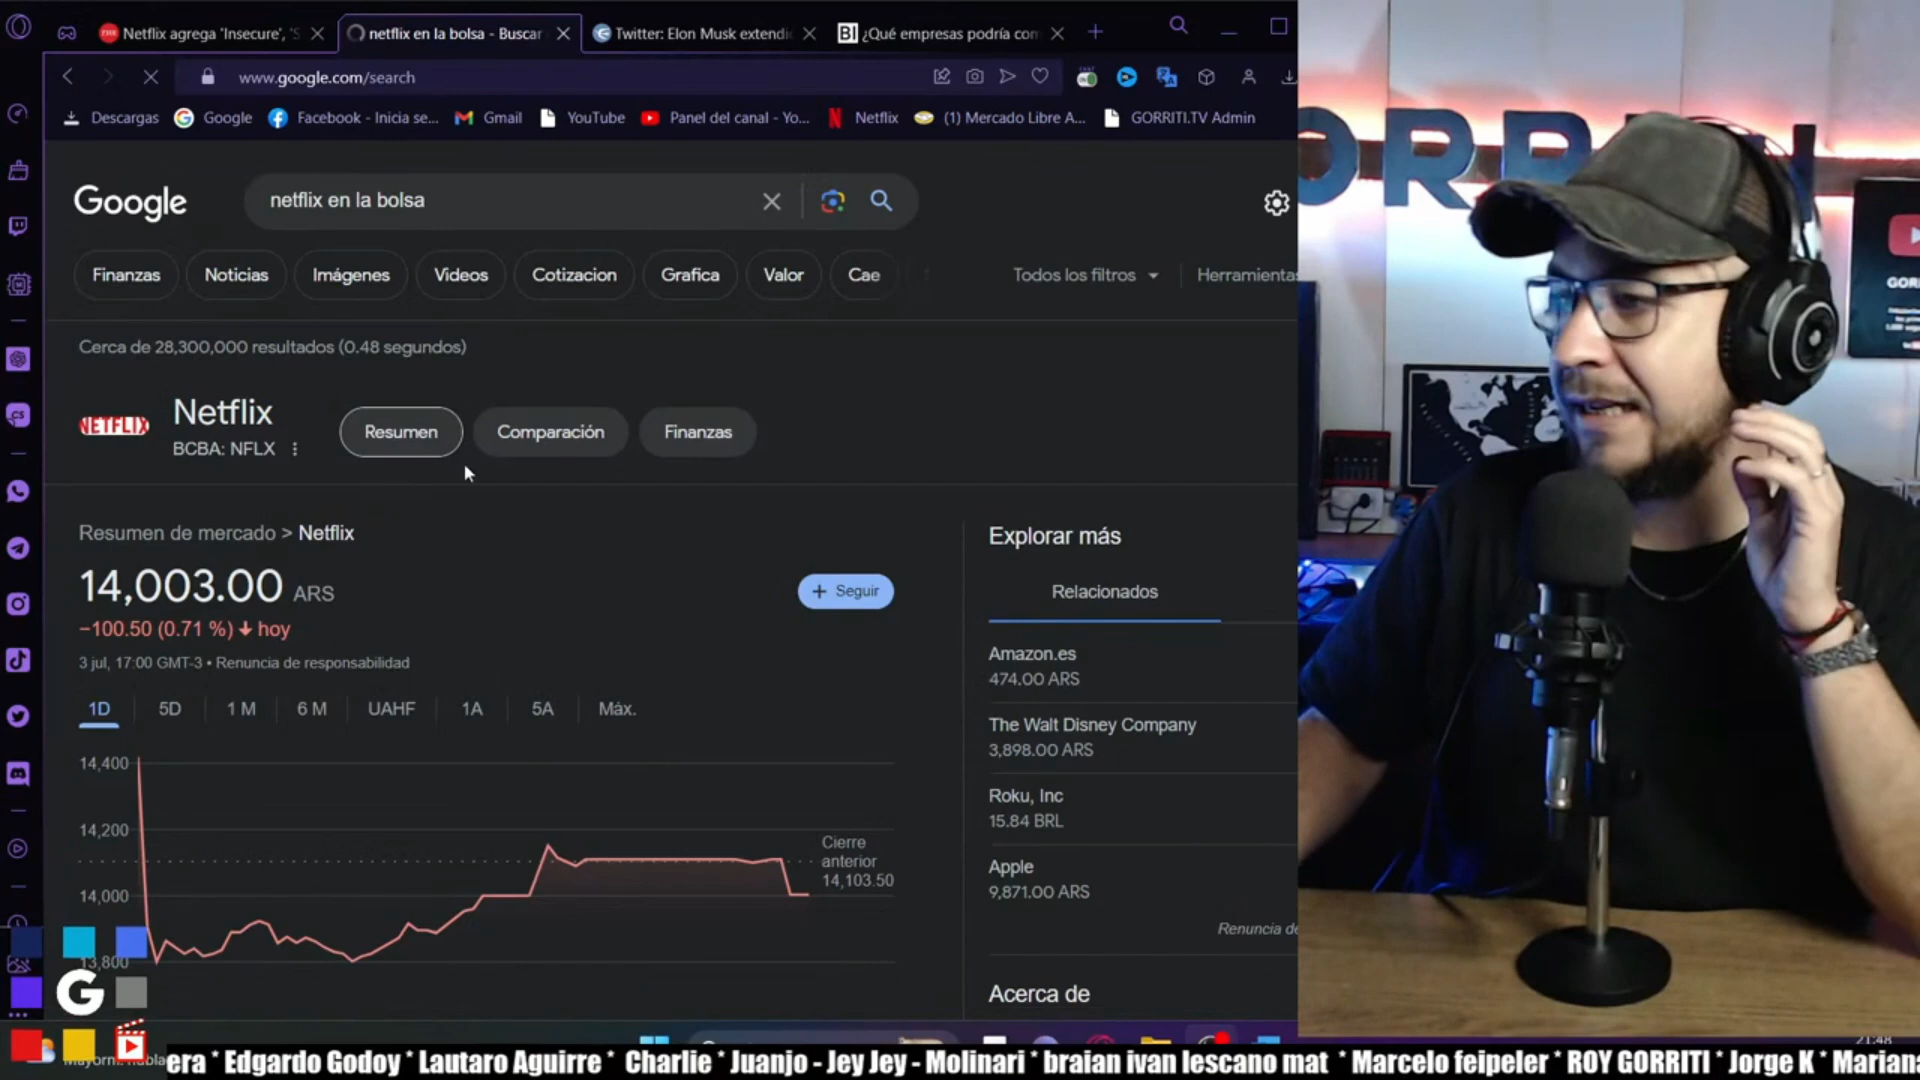 Netflix agrega 'Insecure', 'S
netflix en la bolsa - Buscar
Twitter: Elon Musk extendi
BI ¿Qué empresas podría con
www.google.com/search
Descargas
Google
Facebook - Inicia se...
Gmail
YouTube
Panel del canal - Yo...
Netflix
(1) Mercado Libre A...
GORRITI.TV Admin
Google
netflix en la bolsa
Finanzas
Noticias
Imágenes
Videos
Cotizacion
Grafica
Valor
Cae
Todos los filtros
Herramientas
Cerca de 28,300,000 resultados (0.48 segundos)
NETFLIX
Netflix
BCBA: NFLX
Resumen
Comparación
Finanzas
Resumen de mercado > Netflix
14,003.00 ARS
−100.50 (0.71 %) hoy
3 jul, 17:00 GMT-3 • Renuncia de responsabilidad
+ Seguir
1D
5D
1 M
6 M
UAHF
1A
5A
Máx.
14,400
14,200
14,000
13,800
Cierre
anterior
14,103.50
Explorar más
Relacionados
Amazon.es
474.00 ARS
The Walt Disney Company
3,898.00 ARS
Roku, Inc
15.84 BRL
Apple
9,871.00 ARS
Renuncia de
Acerca de
G
21:48
era * Edgardo Godoy * Lautaro Aguirre * Charlie * Juanjo - Jey Jey - Molinari * braian ivan lescano mat * Marcelo feipeler * ROY GORRITI * Jorge K * Mariana